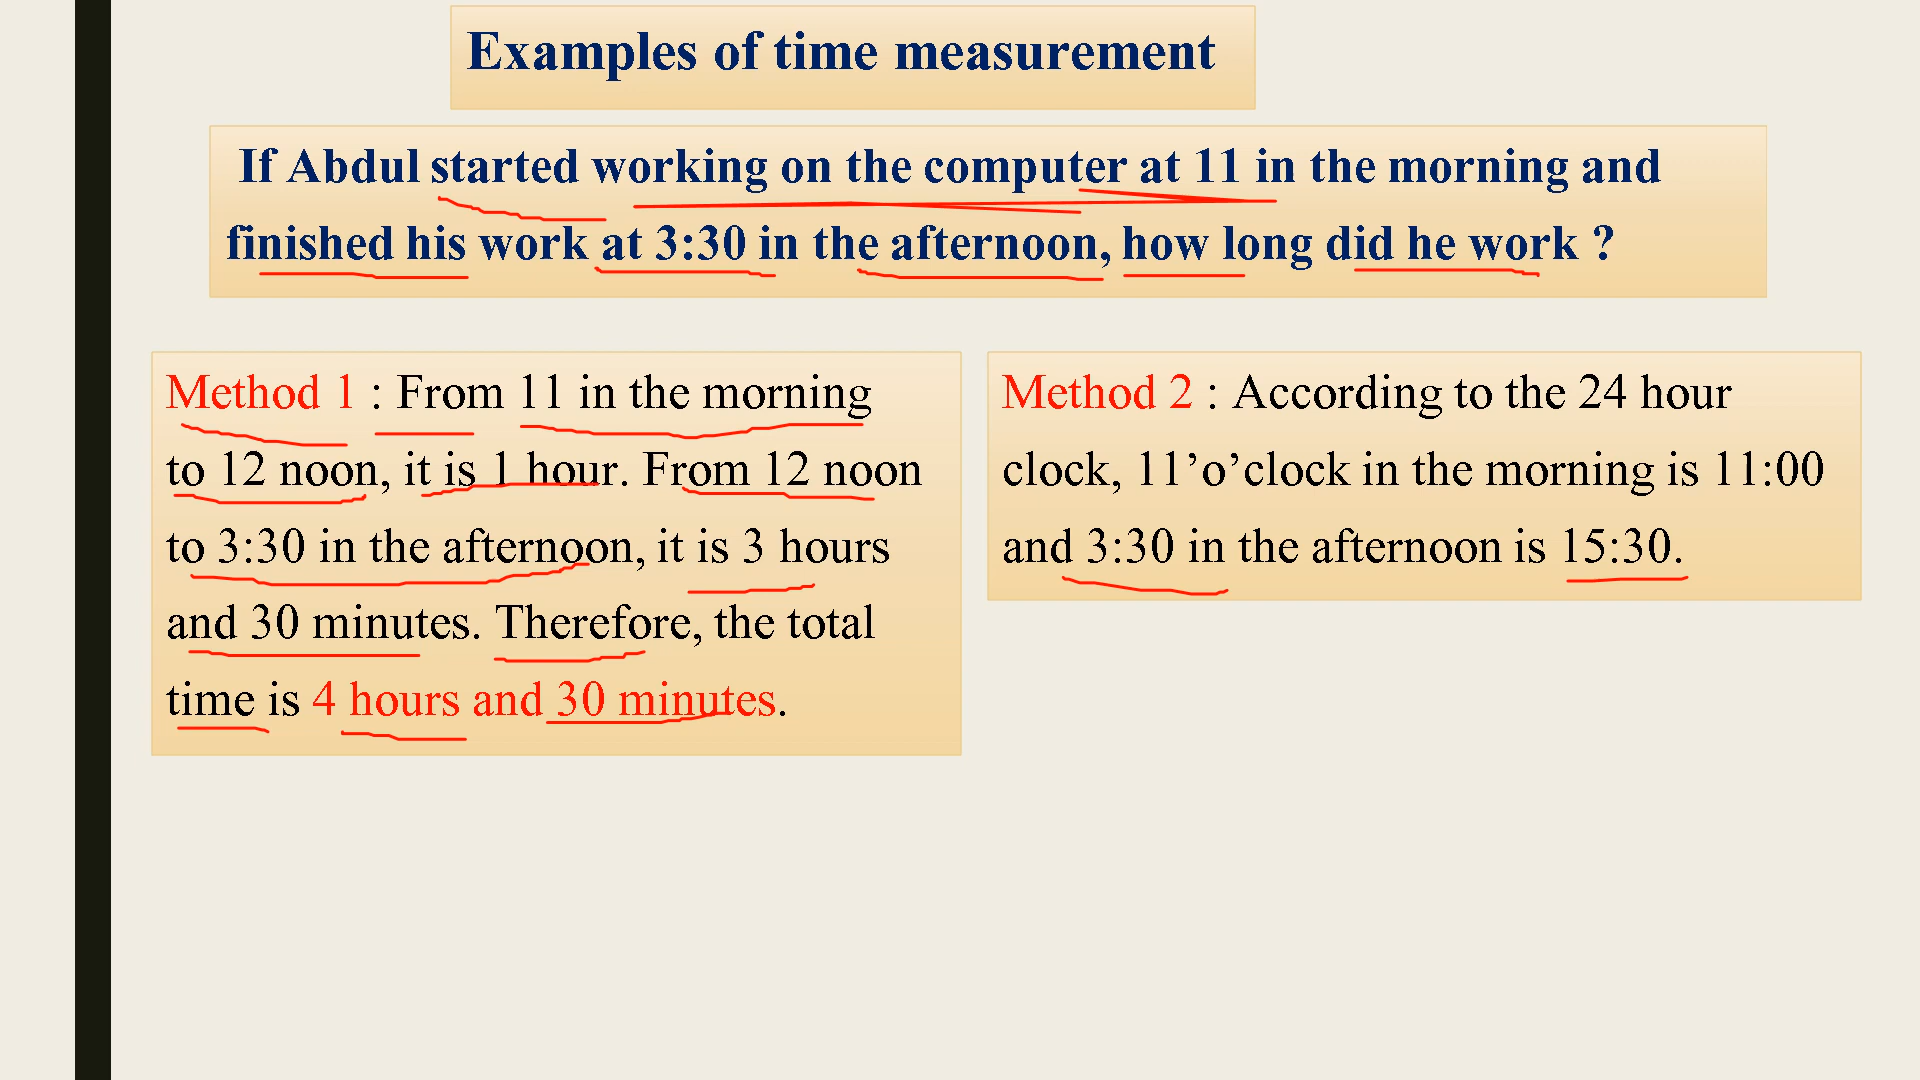 Examples of time measurement
If Abdul started working on the computer at 11 in the morning and
finished his work at 3:30 in the afternoon, how long did he work ?
Method 1 : From 11 in the morning
to 12 noon, it is 1 hour. From 12 noon
to 3:30 in the afternoon, it is 3 hours
and 30 minutes. Therefore, the total
time is 4 hours and 30 minutes.
Method 2 : According to the 24 hour
clock, 11’o’clock in the morning is 11:00
and 3:30 in the afternoon is 15:30.